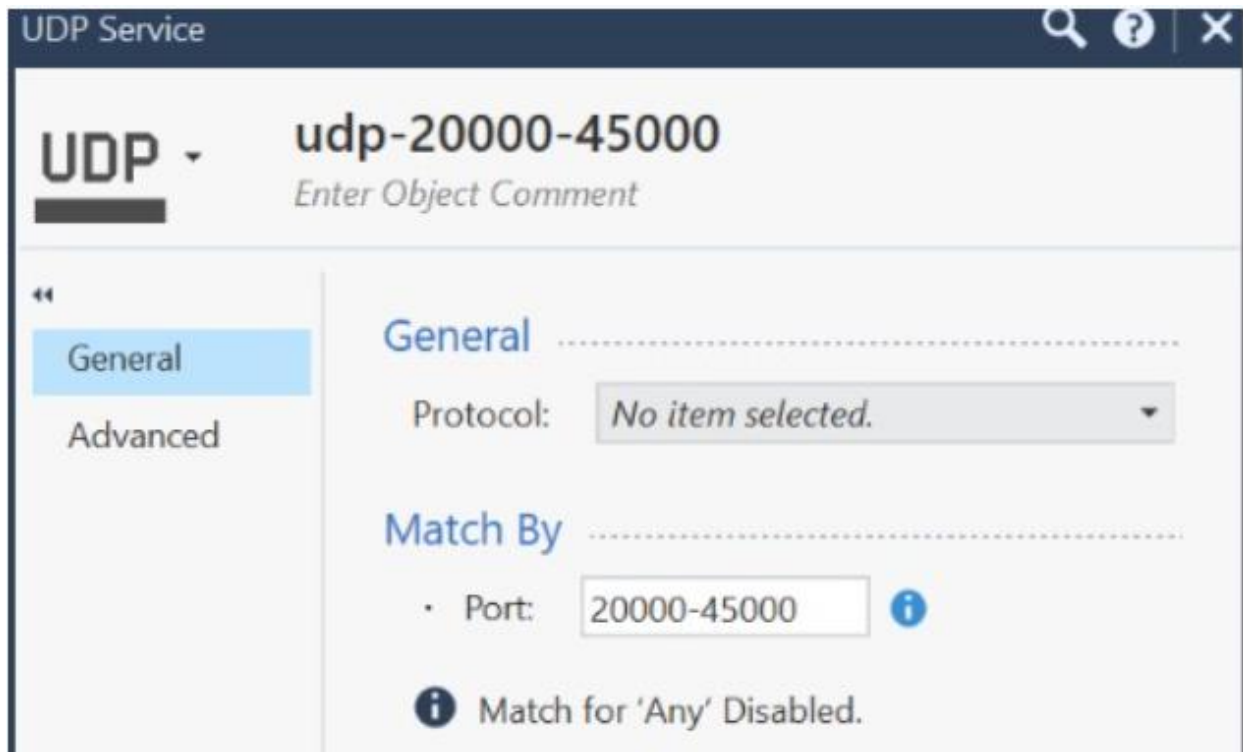 UDP Service
UDP
udp-20000-45000
Enter Object Comment
General
Advanced
General
Protocol: No item selected.
Match By
Port: 20000-45000
Match for 'Any' Disabled.